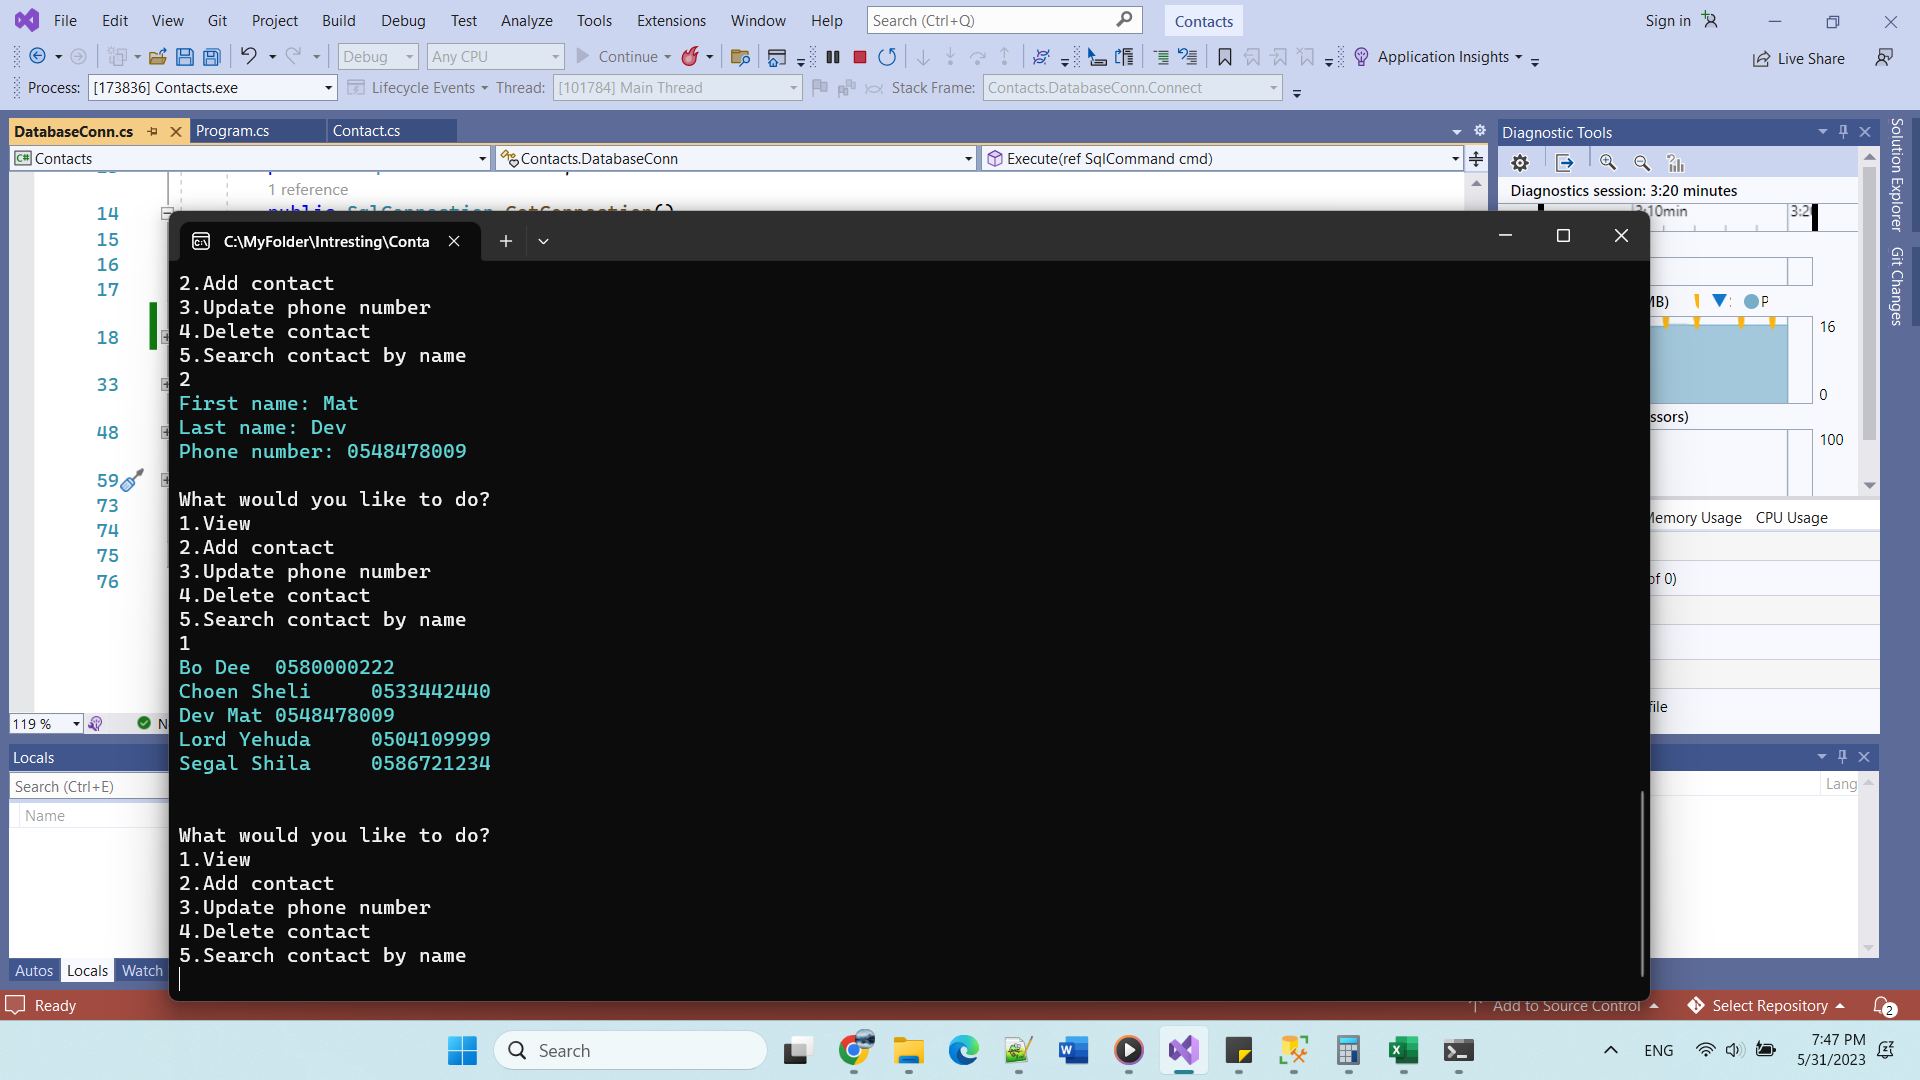 File Edit View Git Project Build Debug Test Analyze Tools Extensions Window Help Search (Ctrl+Q) Contacts Sign in
Debug Any CPU Continue Application Insights Live Share
Process: [173836] Contacts.exe Lifecycle Events Thread: [101784] Main Thread Stack Frame: Contacts.DatabaseConn.Connect
DatabaseConn.cs Program.cs Contact.cs
Contacts Contacts.DatabaseConn Execute(ref SqlCommand cmd)
1 reference
14 public SqlConnection GetConnection()
15
16
17
18
33
48
59
73
74
75
76
119 %
Diagnostic Tools
Diagnostics session: 3:20 minutes
3:10min 3:2
MB) P
16
0
ssors)
100
Memory Usage CPU Usage
of 0)
file
Solution Explorer
Git Changes
C:\MyFolder\Intresting\Conta
2.Add contact
3.Update phone number
4.Delete contact
5.Search contact by name
2
First name: Mat
Last name: Dev
Phone number: 0548478009
What would you like to do?
1.View
2.Add contact
3.Update phone number
4.Delete contact
5.Search contact by name
1
Bo Dee 0580000222
Choen Sheli 0533442440
Dev Mat 0548478009
Lord Yehuda 0504109999
Segal Shila 0586721234
What would you like to do?
1.View
2.Add contact
3.Update phone number
4.Delete contact
5.Search contact by name
Locals
Search (Ctrl+E)
Name
Lang
Autos Locals Watch
Ready Add to Source Control Select Repository 2
Search ENG 7:47 PM
5/31/2023